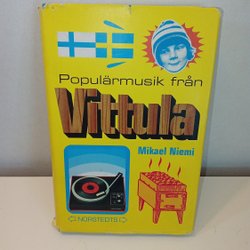 Populärmusik från
Vittula
Mikael Niemi
NORSTEDTS